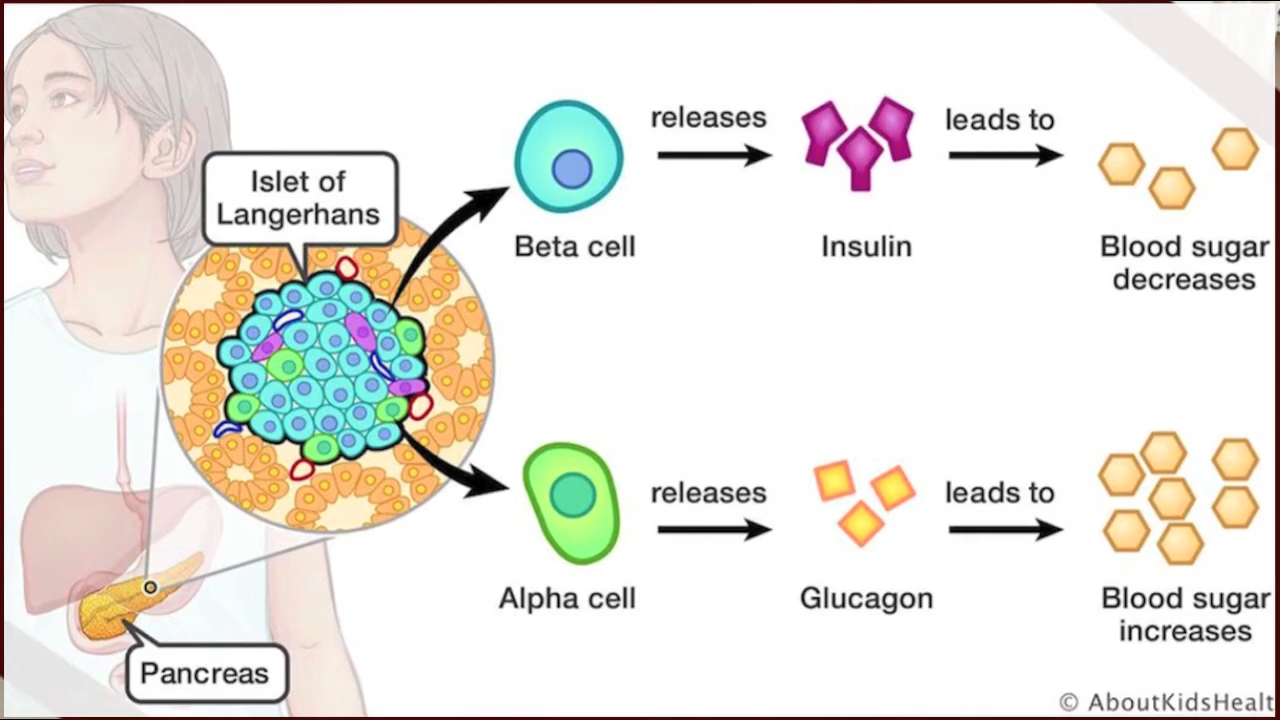 Islet of
Langerhans
Pancreas
Beta cell
releases
Insulin
leads to
Blood sugar
decreases
Alpha cell
releases
Glucagon
leads to
Blood sugar
increases
© AboutKidsHealt